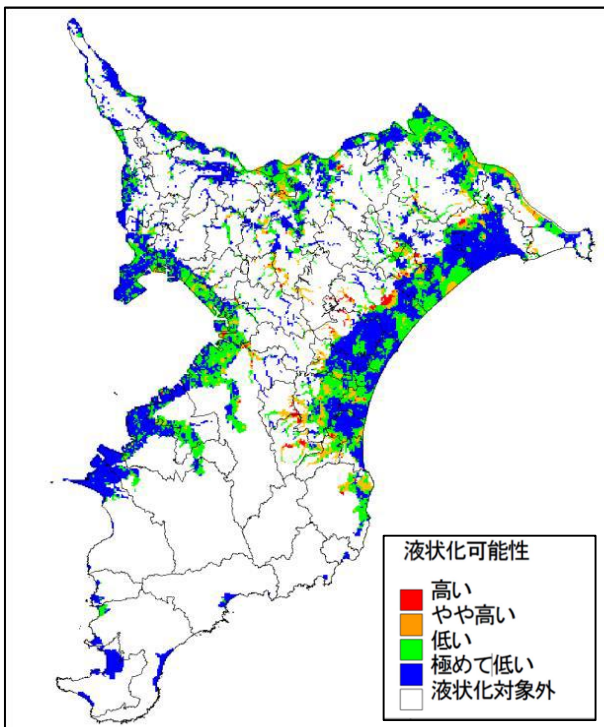 液状化可能性
高い
やや高い
低い
極めて低い
液状化対象外